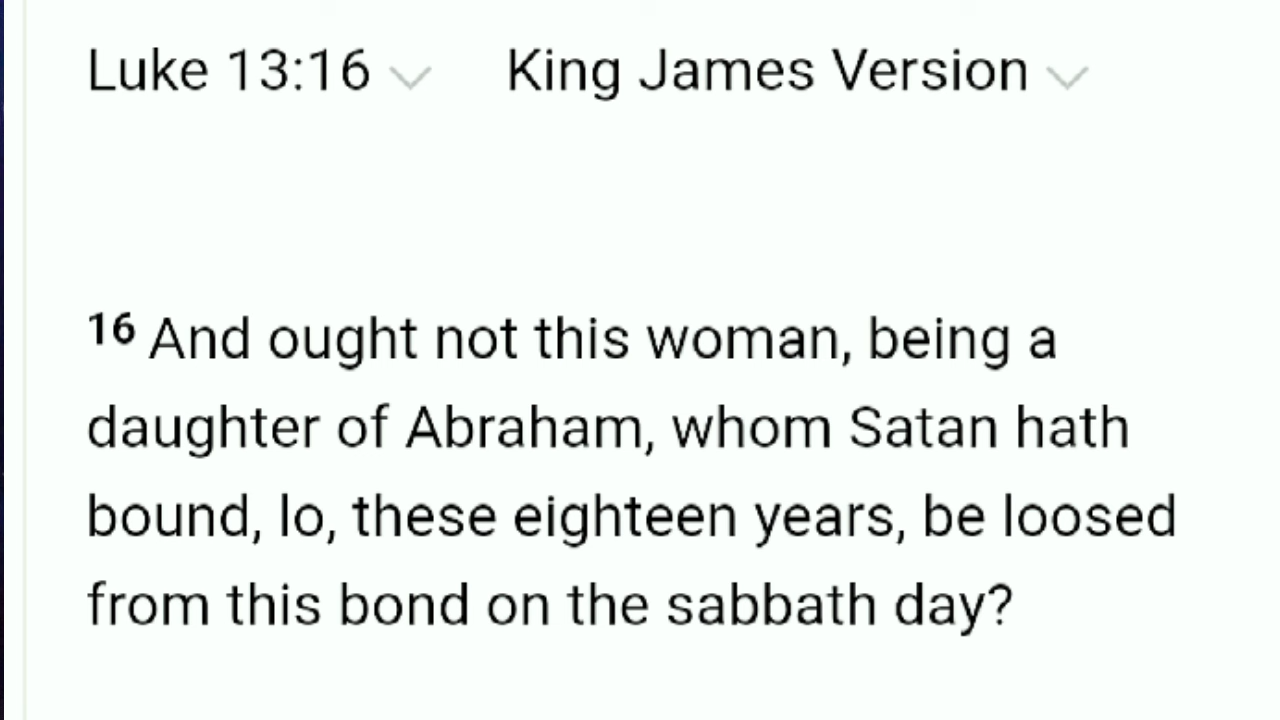 Luke 13:16 King James Version
16 And ought not this woman, being a
daughter of Abraham, whom Satan hath
bound, lo, these eighteen years, be loosed
from this bond on the sabbath day?